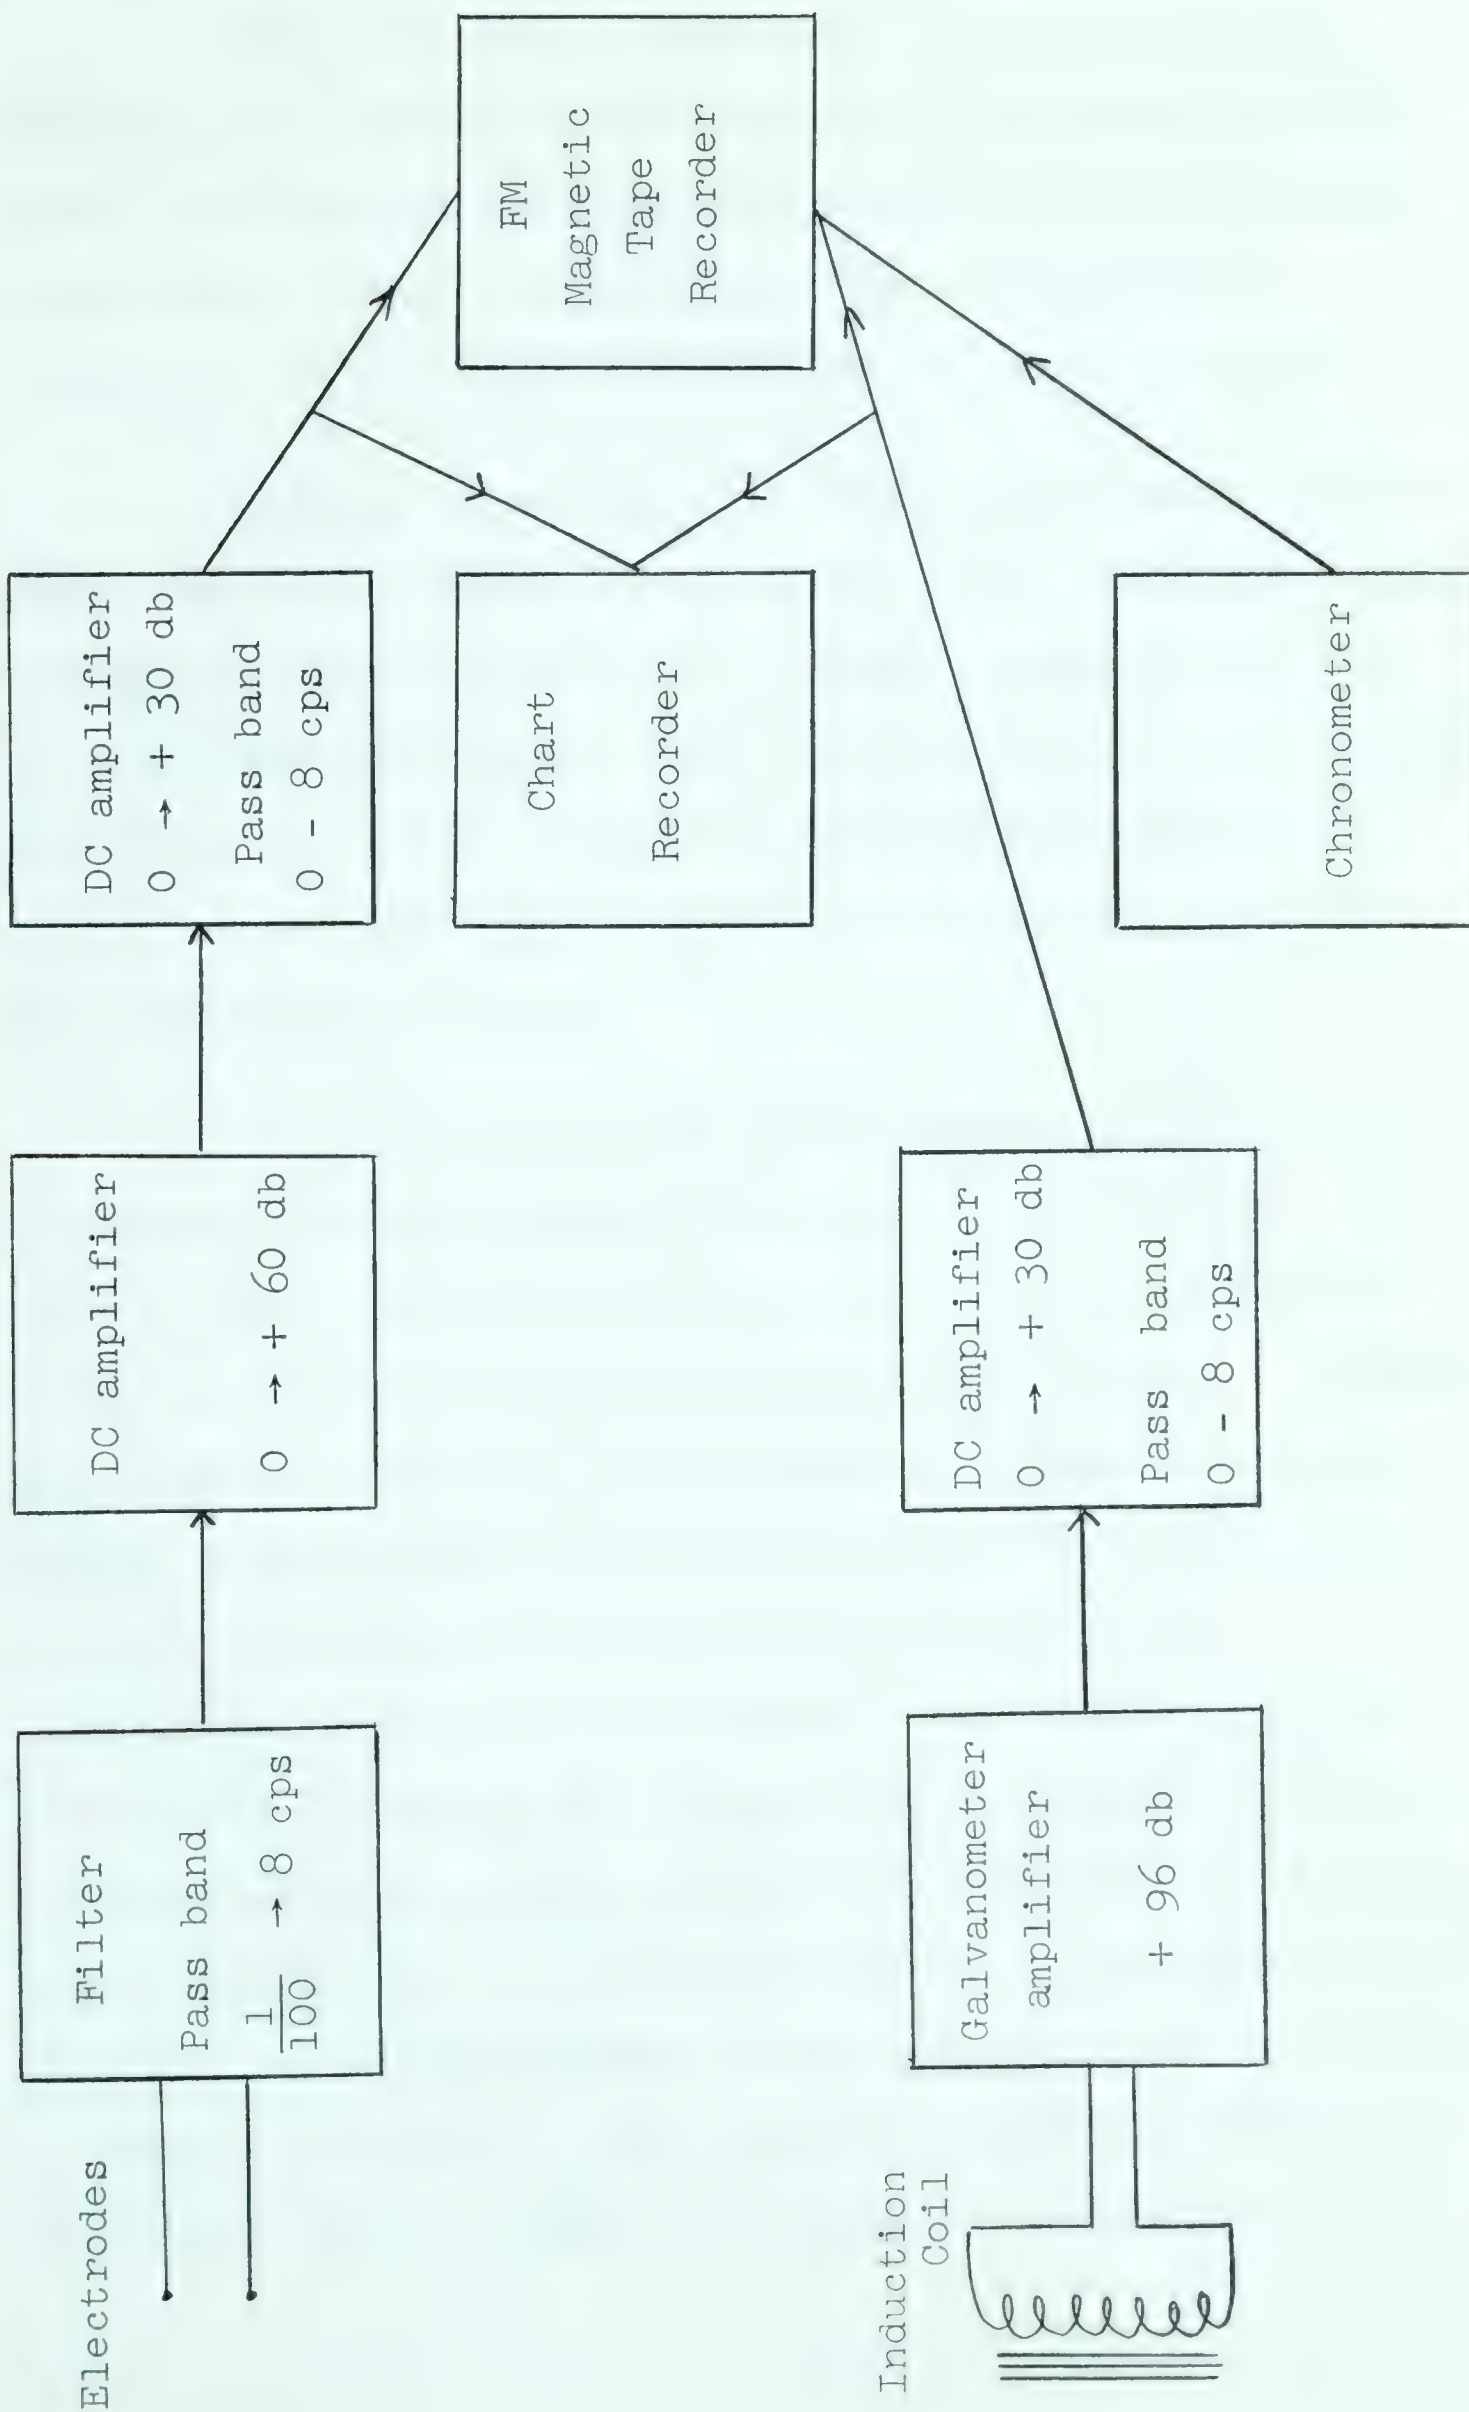 Electrodes
Filter
Pass band
1/100 → 8 cps
DC amplifier
0 → + 60 db
DC amplifier
0 → + 30 db
Pass band
0 - 8 cps
FM
Magnetic
Tape
Recorder
Chart
Recorder
Induction
Coil
Galvanometer
amplifier
+ 96 db
DC amplifier
0 → + 30 db
Pass band
0 - 8 cps
Chronometer